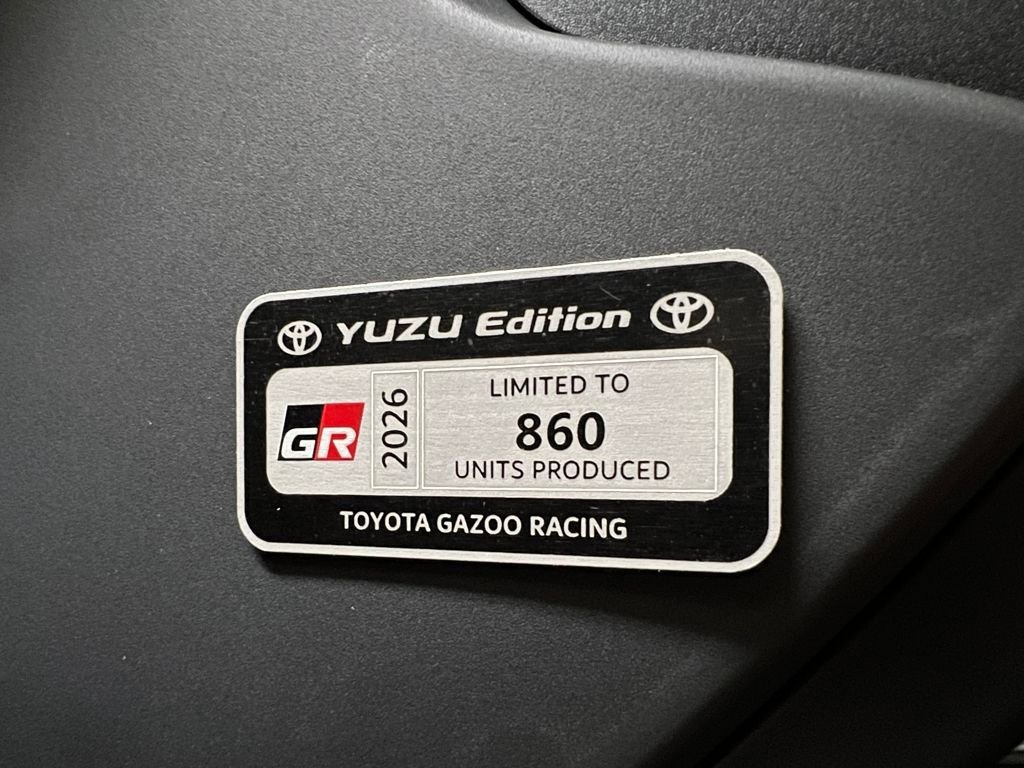 YUZU Edition
GR
2026
LIMITED TO
860
UNITS PRODUCED
TOYOTA GAZOO RACING